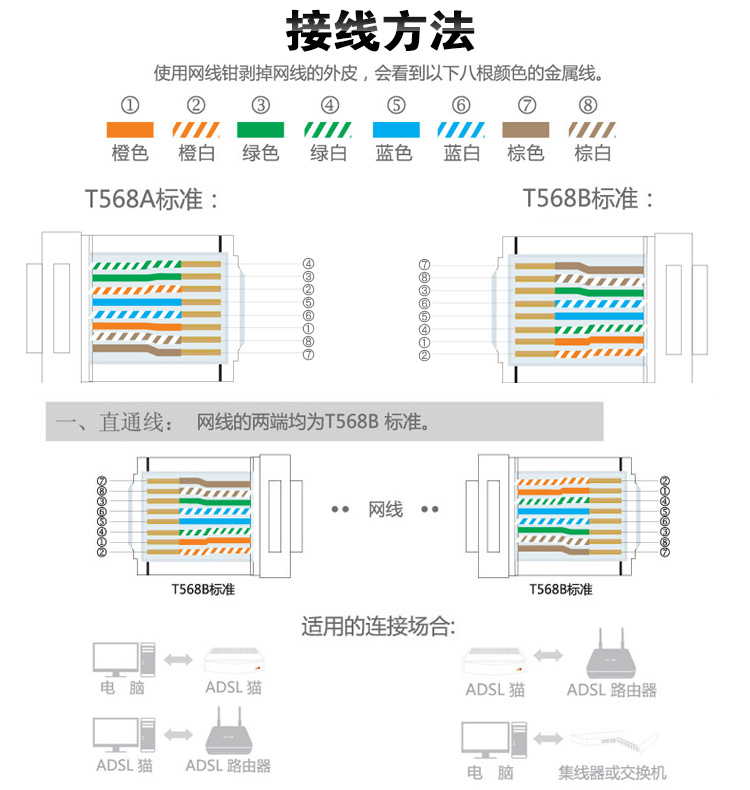 接线方法
使用网线钳剥掉网线的外皮，会看到以下八根颜色的金属线。
① ② ③ ④ ⑤ ⑥ ⑦ ⑧
橙色 橙白 绿色 绿白 蓝色 蓝白 棕色 棕白
T568A标准： T568B标准：
④ ⑦
③ ⑧
② ③
⑤ ⑥
⑥ ⑤
① ④
⑧ ①
⑦ ②
一、直通线： 网线的两端均为T568B 标准。
⑦ ②
⑧ ①
③ ④
⑥ ⑤
⑤ ⑥
④ ③
① ⑧
② ⑦
•• 网线 ••
T568B标准 T568B标准
适用的连接场合:
电 脑 ADSL 猫 ADSL 猫 ADSL 路由器
ADSL 猫 ADSL 路由器 电 脑 集线器或交换机